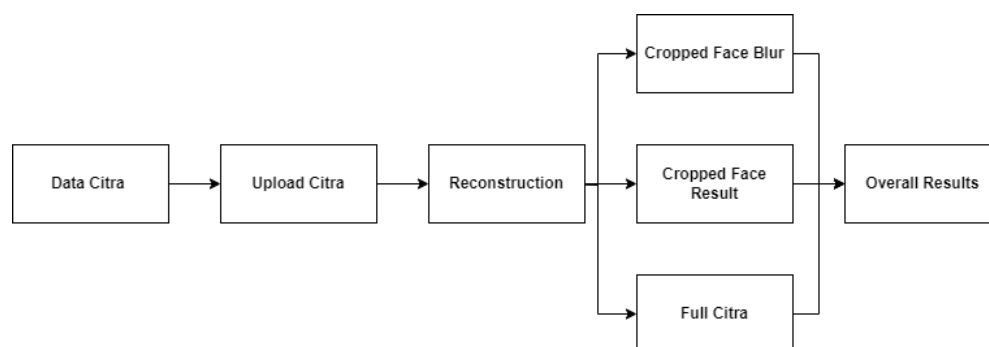 Cropped Face Blur
Data Citra
Upload Citra
Reconstruction
Cropped Face
Result
Overall Results
Full Citra